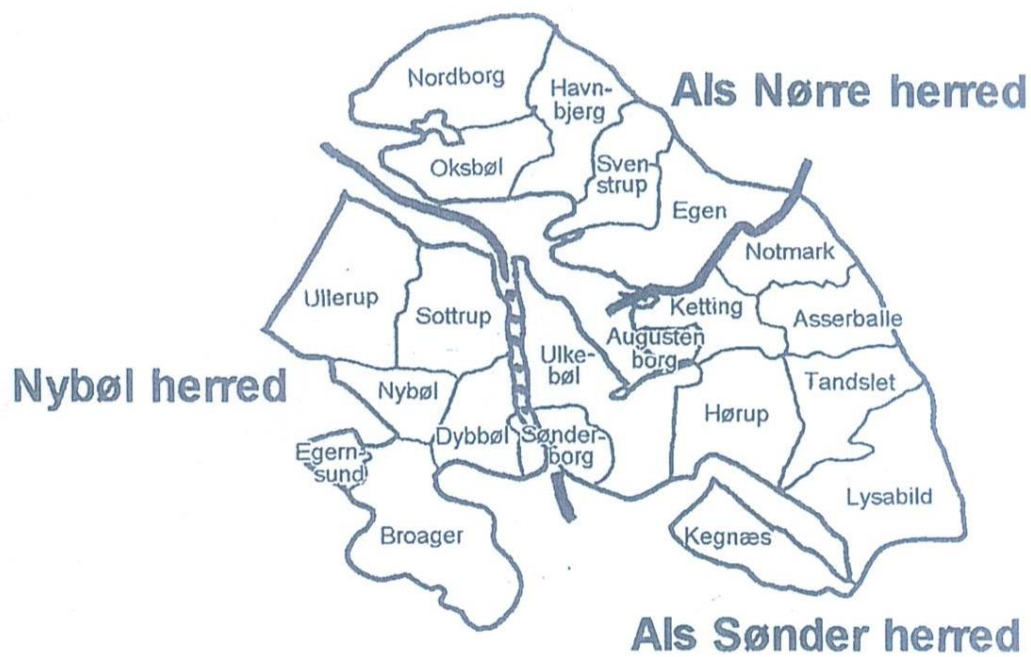 Nordborg
Havn-
bjerg
Als Nørre herred
Oksbøl
Sven-
strup
Egen
Notmark
Ullerup
Sottrup
Ketting
Asserballe
Augusten
borg
Ulke-
bøl
Nybøl herred
Nybøl
Tandslet
Hørup
Dybbøl
Sønder-
borg
Egern-
sund
Lysabild
Broager
Kegnæs
Als Sønder herred